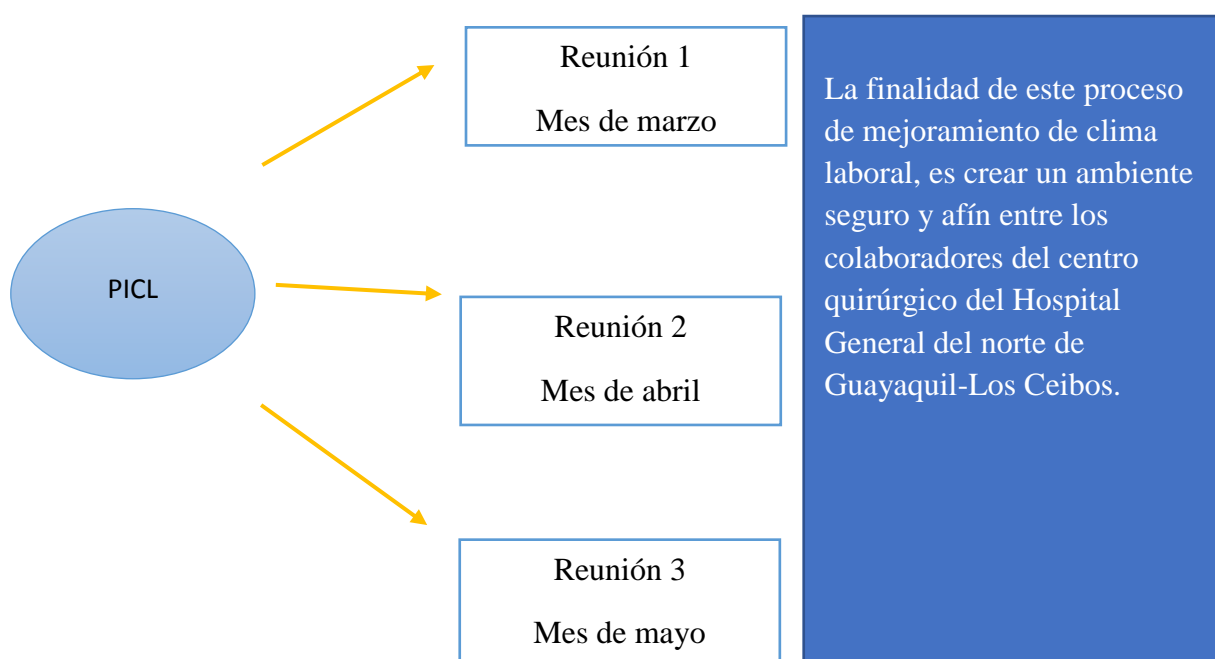 PICL
Reunión 1
Mes de marzo
Reunión 2
Mes de abril
Reunión 3
Mes de mayo
La finalidad de este proceso
de mejoramiento de clima
laboral, es crear un ambiente
seguro y afín entre los
colaboradores del centro
quirúrgico del Hospital
General del norte de
Guayaquil-Los Ceibos.